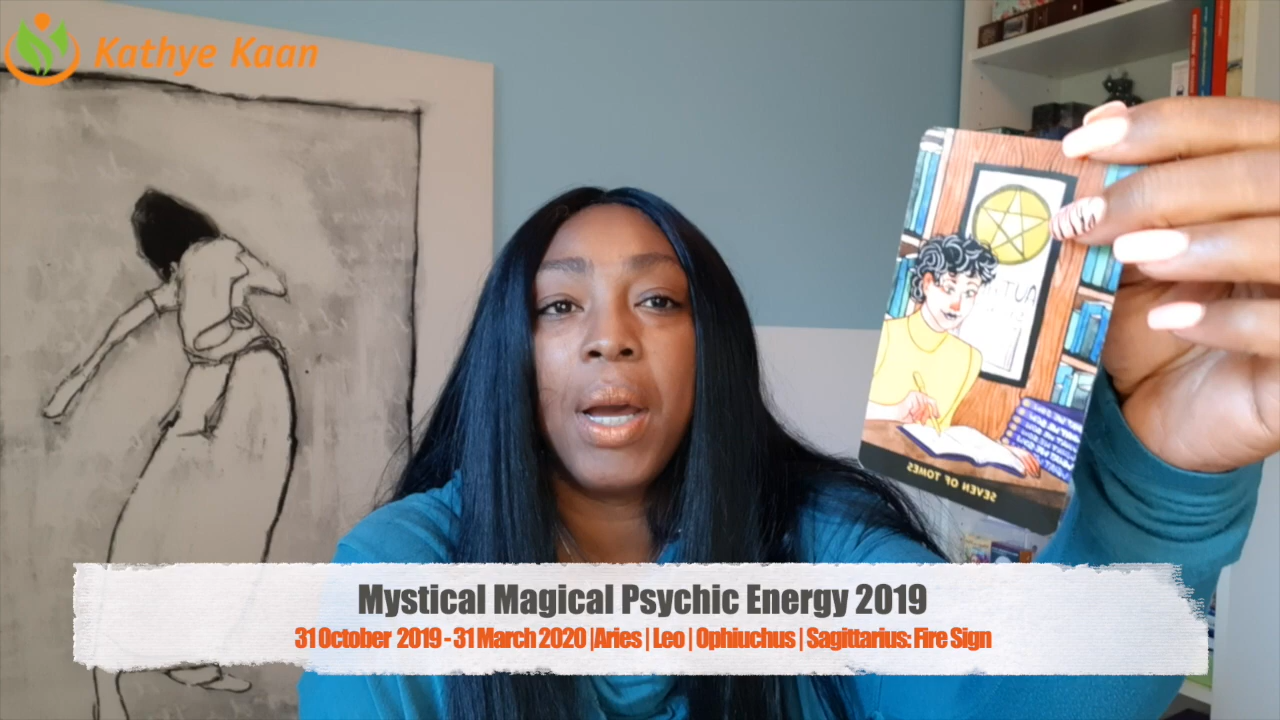 Kathye Kaan
SEVEN OF TOMES
Mystical Magical Psychic Energy 2019
31 October 2019 - 31 March 2020 |Aries | Leo | Ophiuchus | Sagittarius: Fire Sign